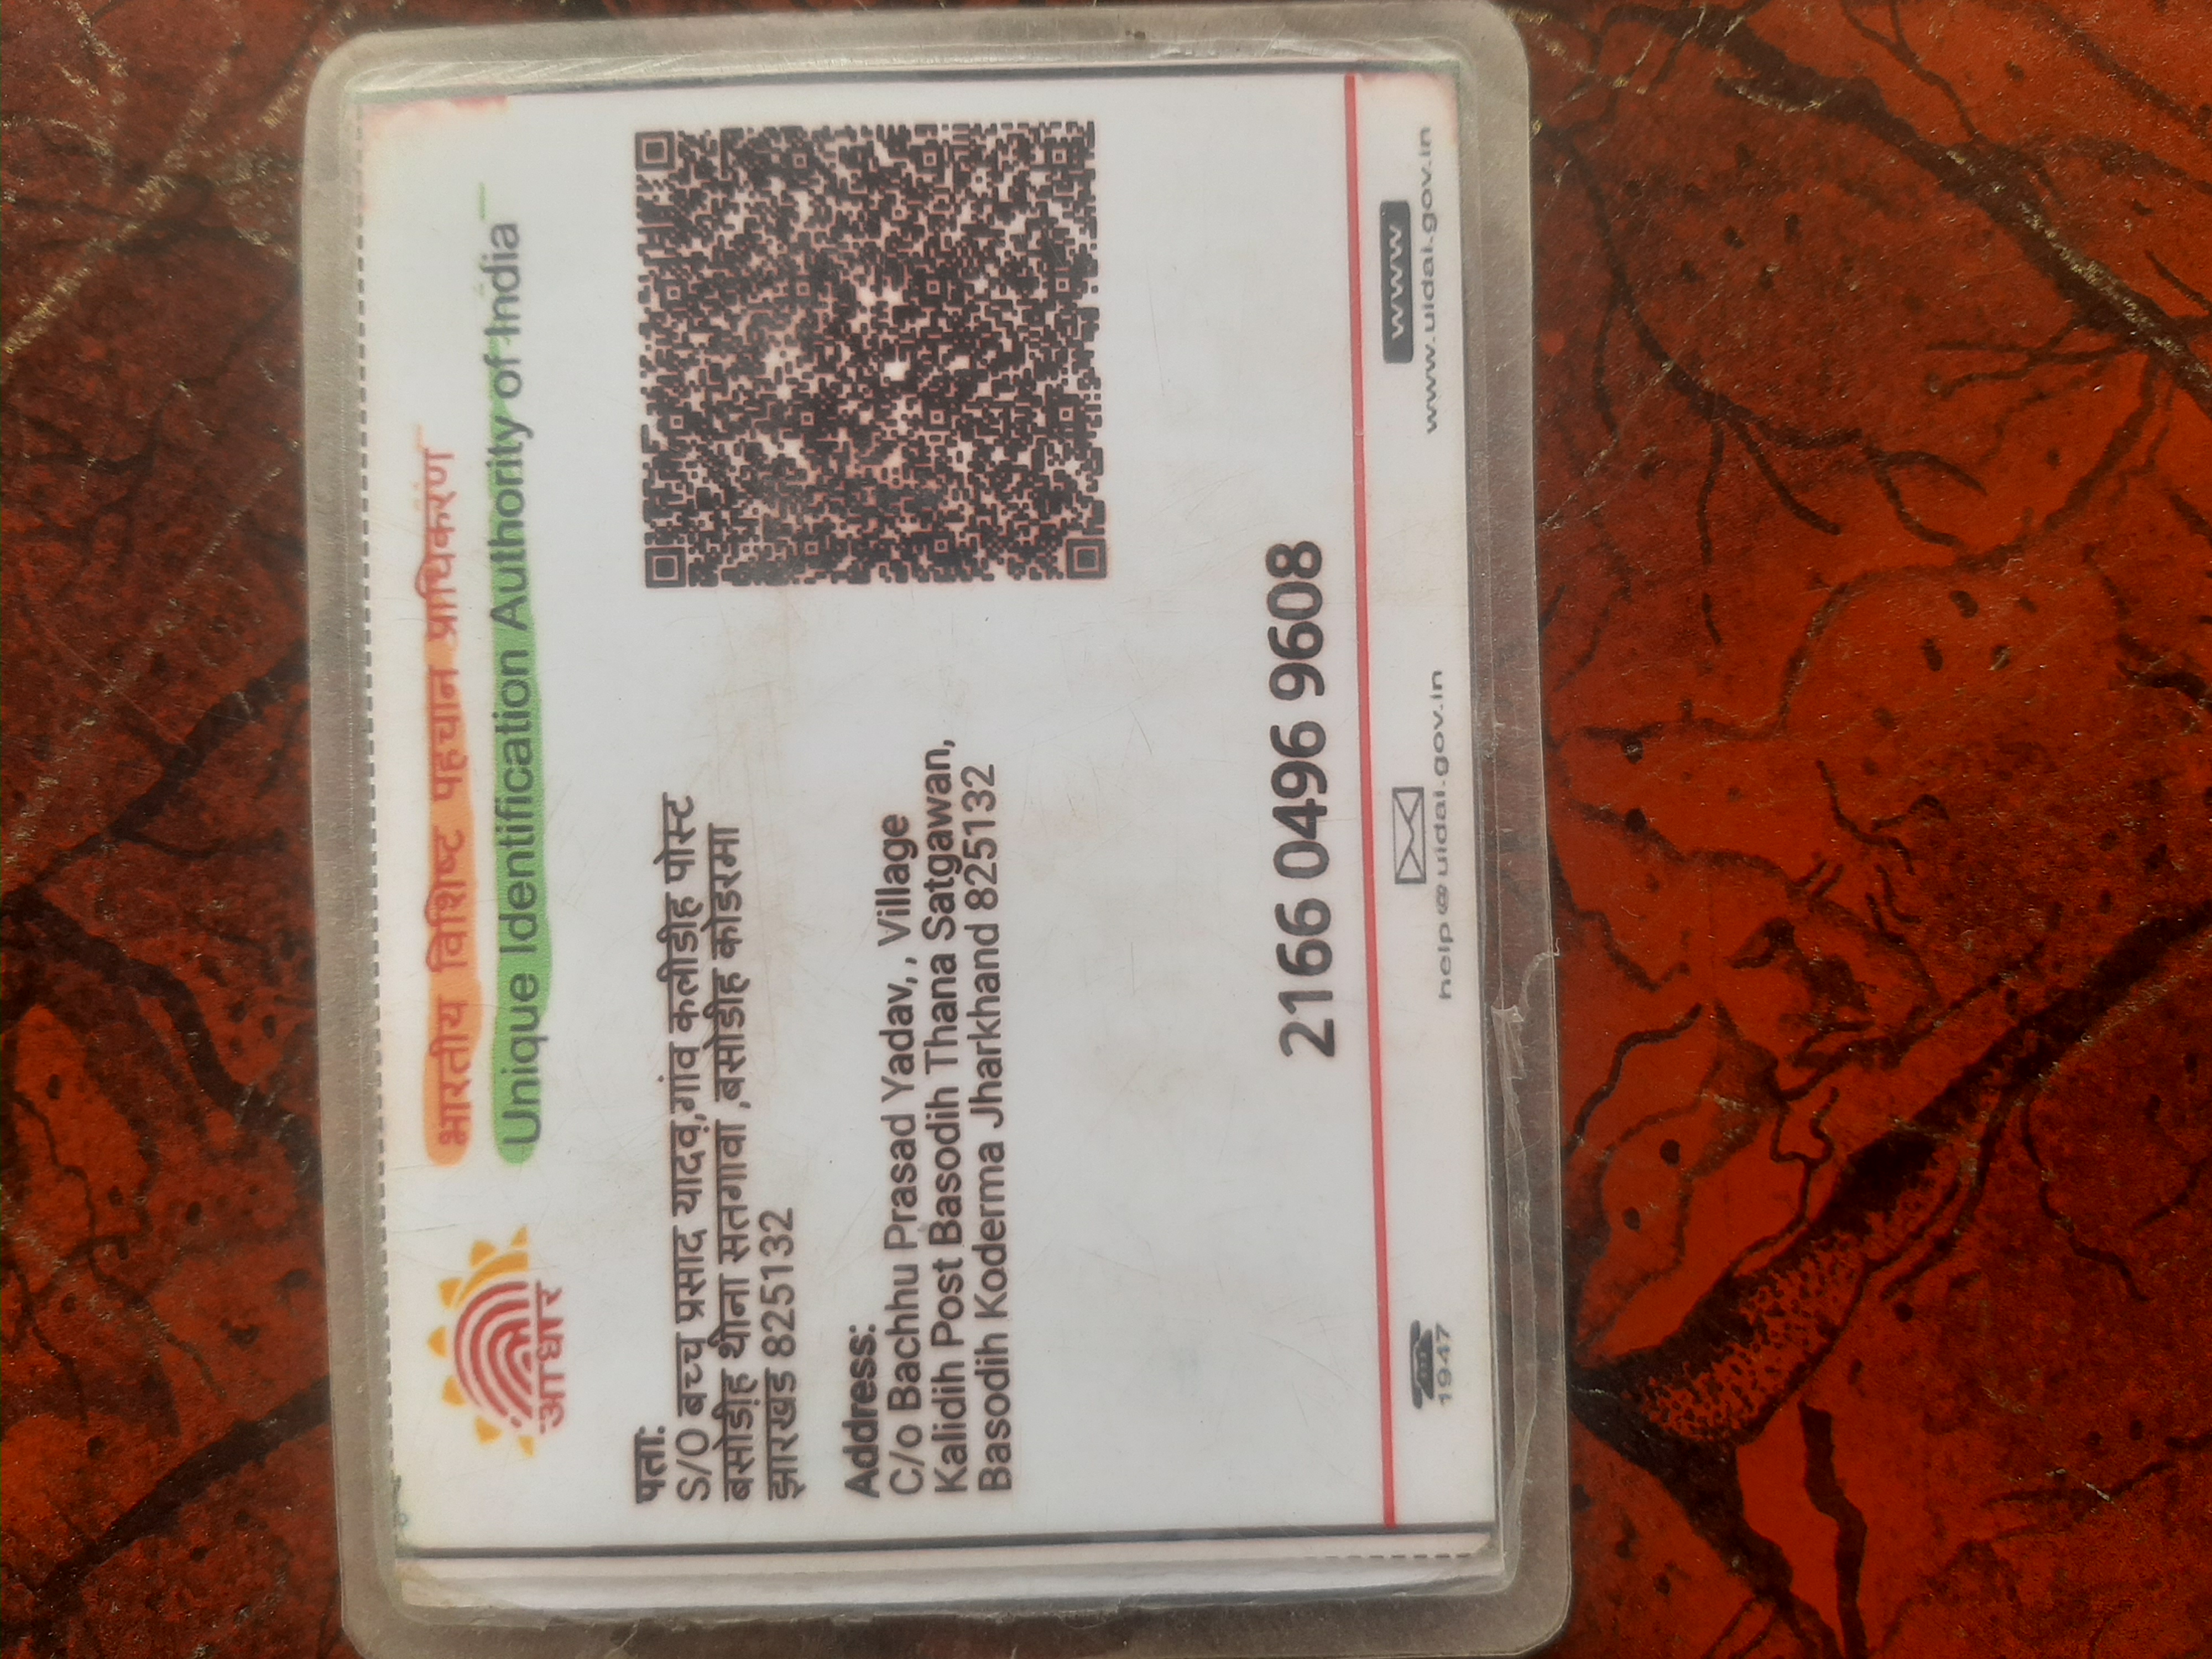 भारतीय विशिष्ट पहचान प्राधिकरण
Unique Identification Authority of India
आधार
पता:
S/O बच्चु प्रसाद यादव,गांव कलीडीह पोस्ट
बसोडीह थाना सतगावा ,बसोडीह कोडरमा
झारखंड 825132
Address:
C/o Bachhu Prasad Yadav, , Village
Kalidih Post Basodih Thana Satgawan,
Basodih Koderma Jharkhand 825132
2166 0496 9608
1947
help@uidai.gov.in
WWW
www.uidai.gov.in